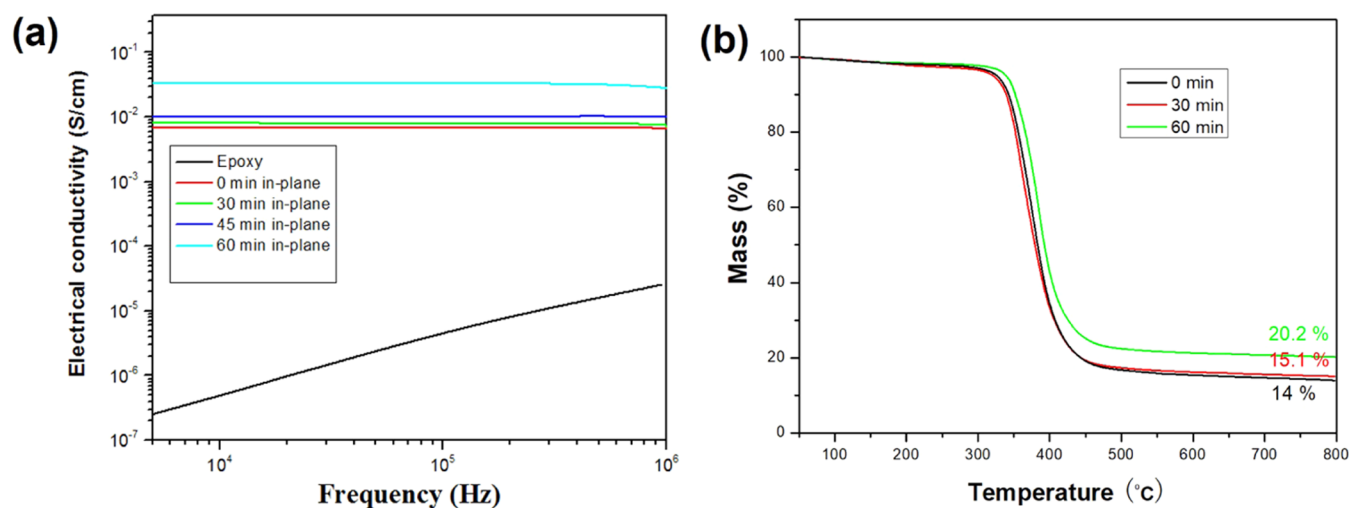 (a)
Electrical conductivity (S/cm)
10⁻¹
10⁻²
10⁻³
10⁻⁴
10⁻⁵
10⁻⁶
10⁻⁷
Epoxy
0 min in-plane
30 min in-plane
45 min in-plane
60 min in-plane
10⁴
10⁵
10⁶
Frequency (Hz)
(b)
Mass (%)
100
80
60
40
20
0
0 min
30 min
60 min
20.2 %
15.1 %
14 %
100
200
300
400
500
600
700
800
Temperature (°C)